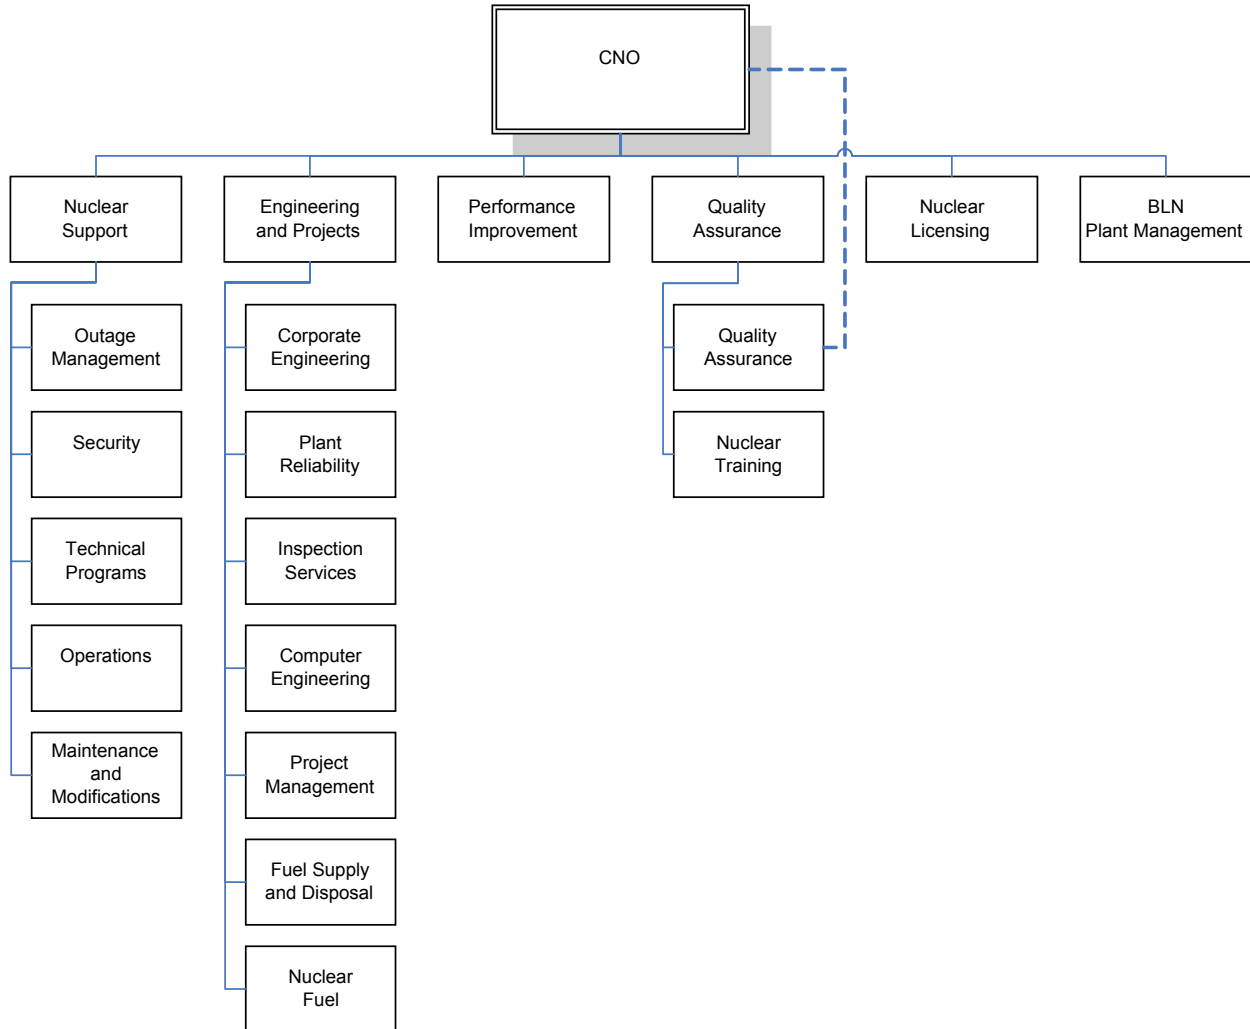 CNO
Nuclear
Support
Engineering
and Projects
Performance
Improvement
Quality
Assurance
Nuclear
Licensing
BLN
Plant Management
Outage
Management
Security
Technical
Programs
Operations
Maintenance
and
Modifications
Corporate
Engineering
Plant
Reliability
Inspection
Services
Computer
Engineering
Project
Management
Fuel Supply
and Disposal
Nuclear
Fuel
Quality
Assurance
Nuclear
Training